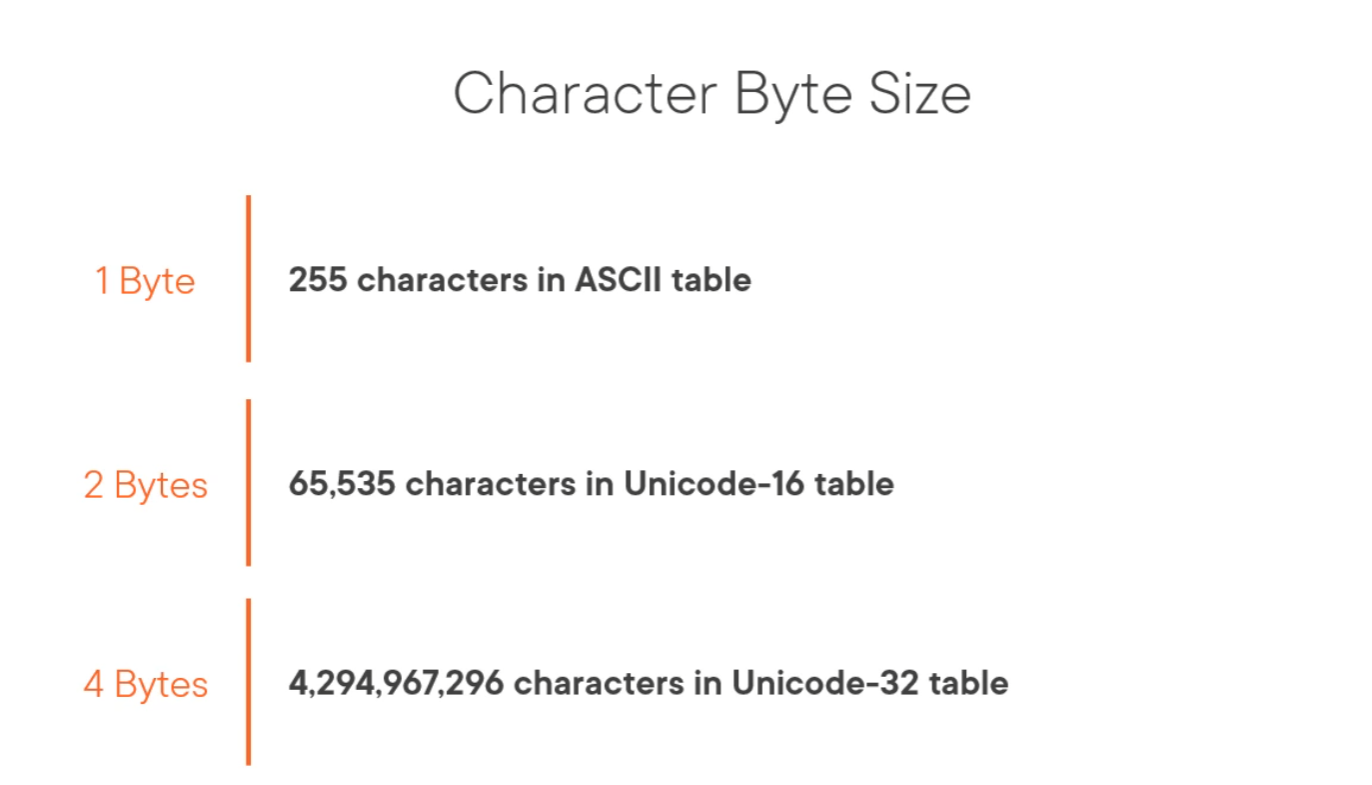 Character Byte Size
1 Byte
255 characters in ASCII table
2 Bytes
65,535 characters in Unicode-16 table
4 Bytes
4,294,967,296 characters in Unicode-32 table